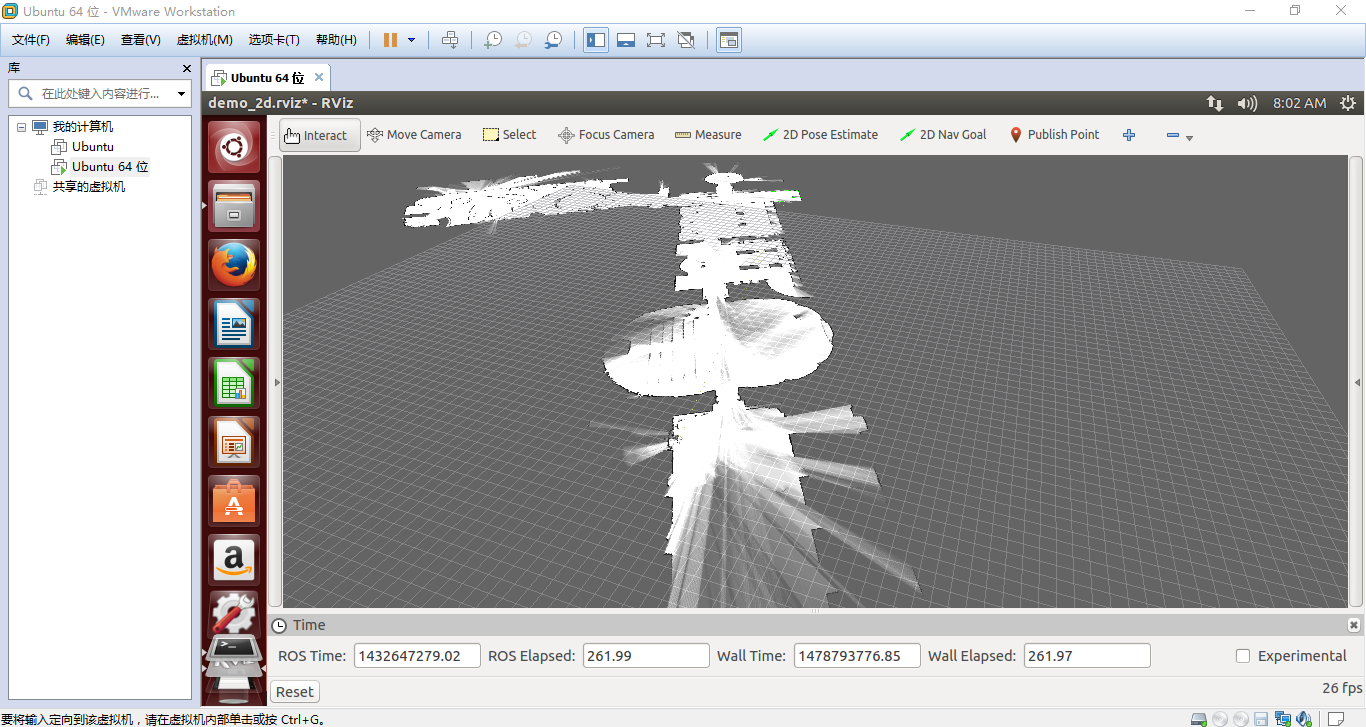 Ubuntu 64 位 - VMware Workstation
文件(F) 编辑(E) 查看(V) 虚拟机(M) 选项卡(T) 帮助(H)
库
在此处键入内容进行...
我的计算机
Ubuntu
Ubuntu 64 位
共享的虚拟机
Ubuntu 64 位
demo_2d.rviz* - RViz 8:02 AM
Interact Move Camera Select Focus Camera Measure 2D Pose Estimate 2D Nav Goal Publish Point
Time
ROS Time: 1432647279.02 ROS Elapsed: 261.99 Wall Time: 1478793776.85 Wall Elapsed: 261.97 Experimental
Reset 26 fps
要将输入定向到该虚拟机，请在虚拟机内部单击或按 Ctrl+G。